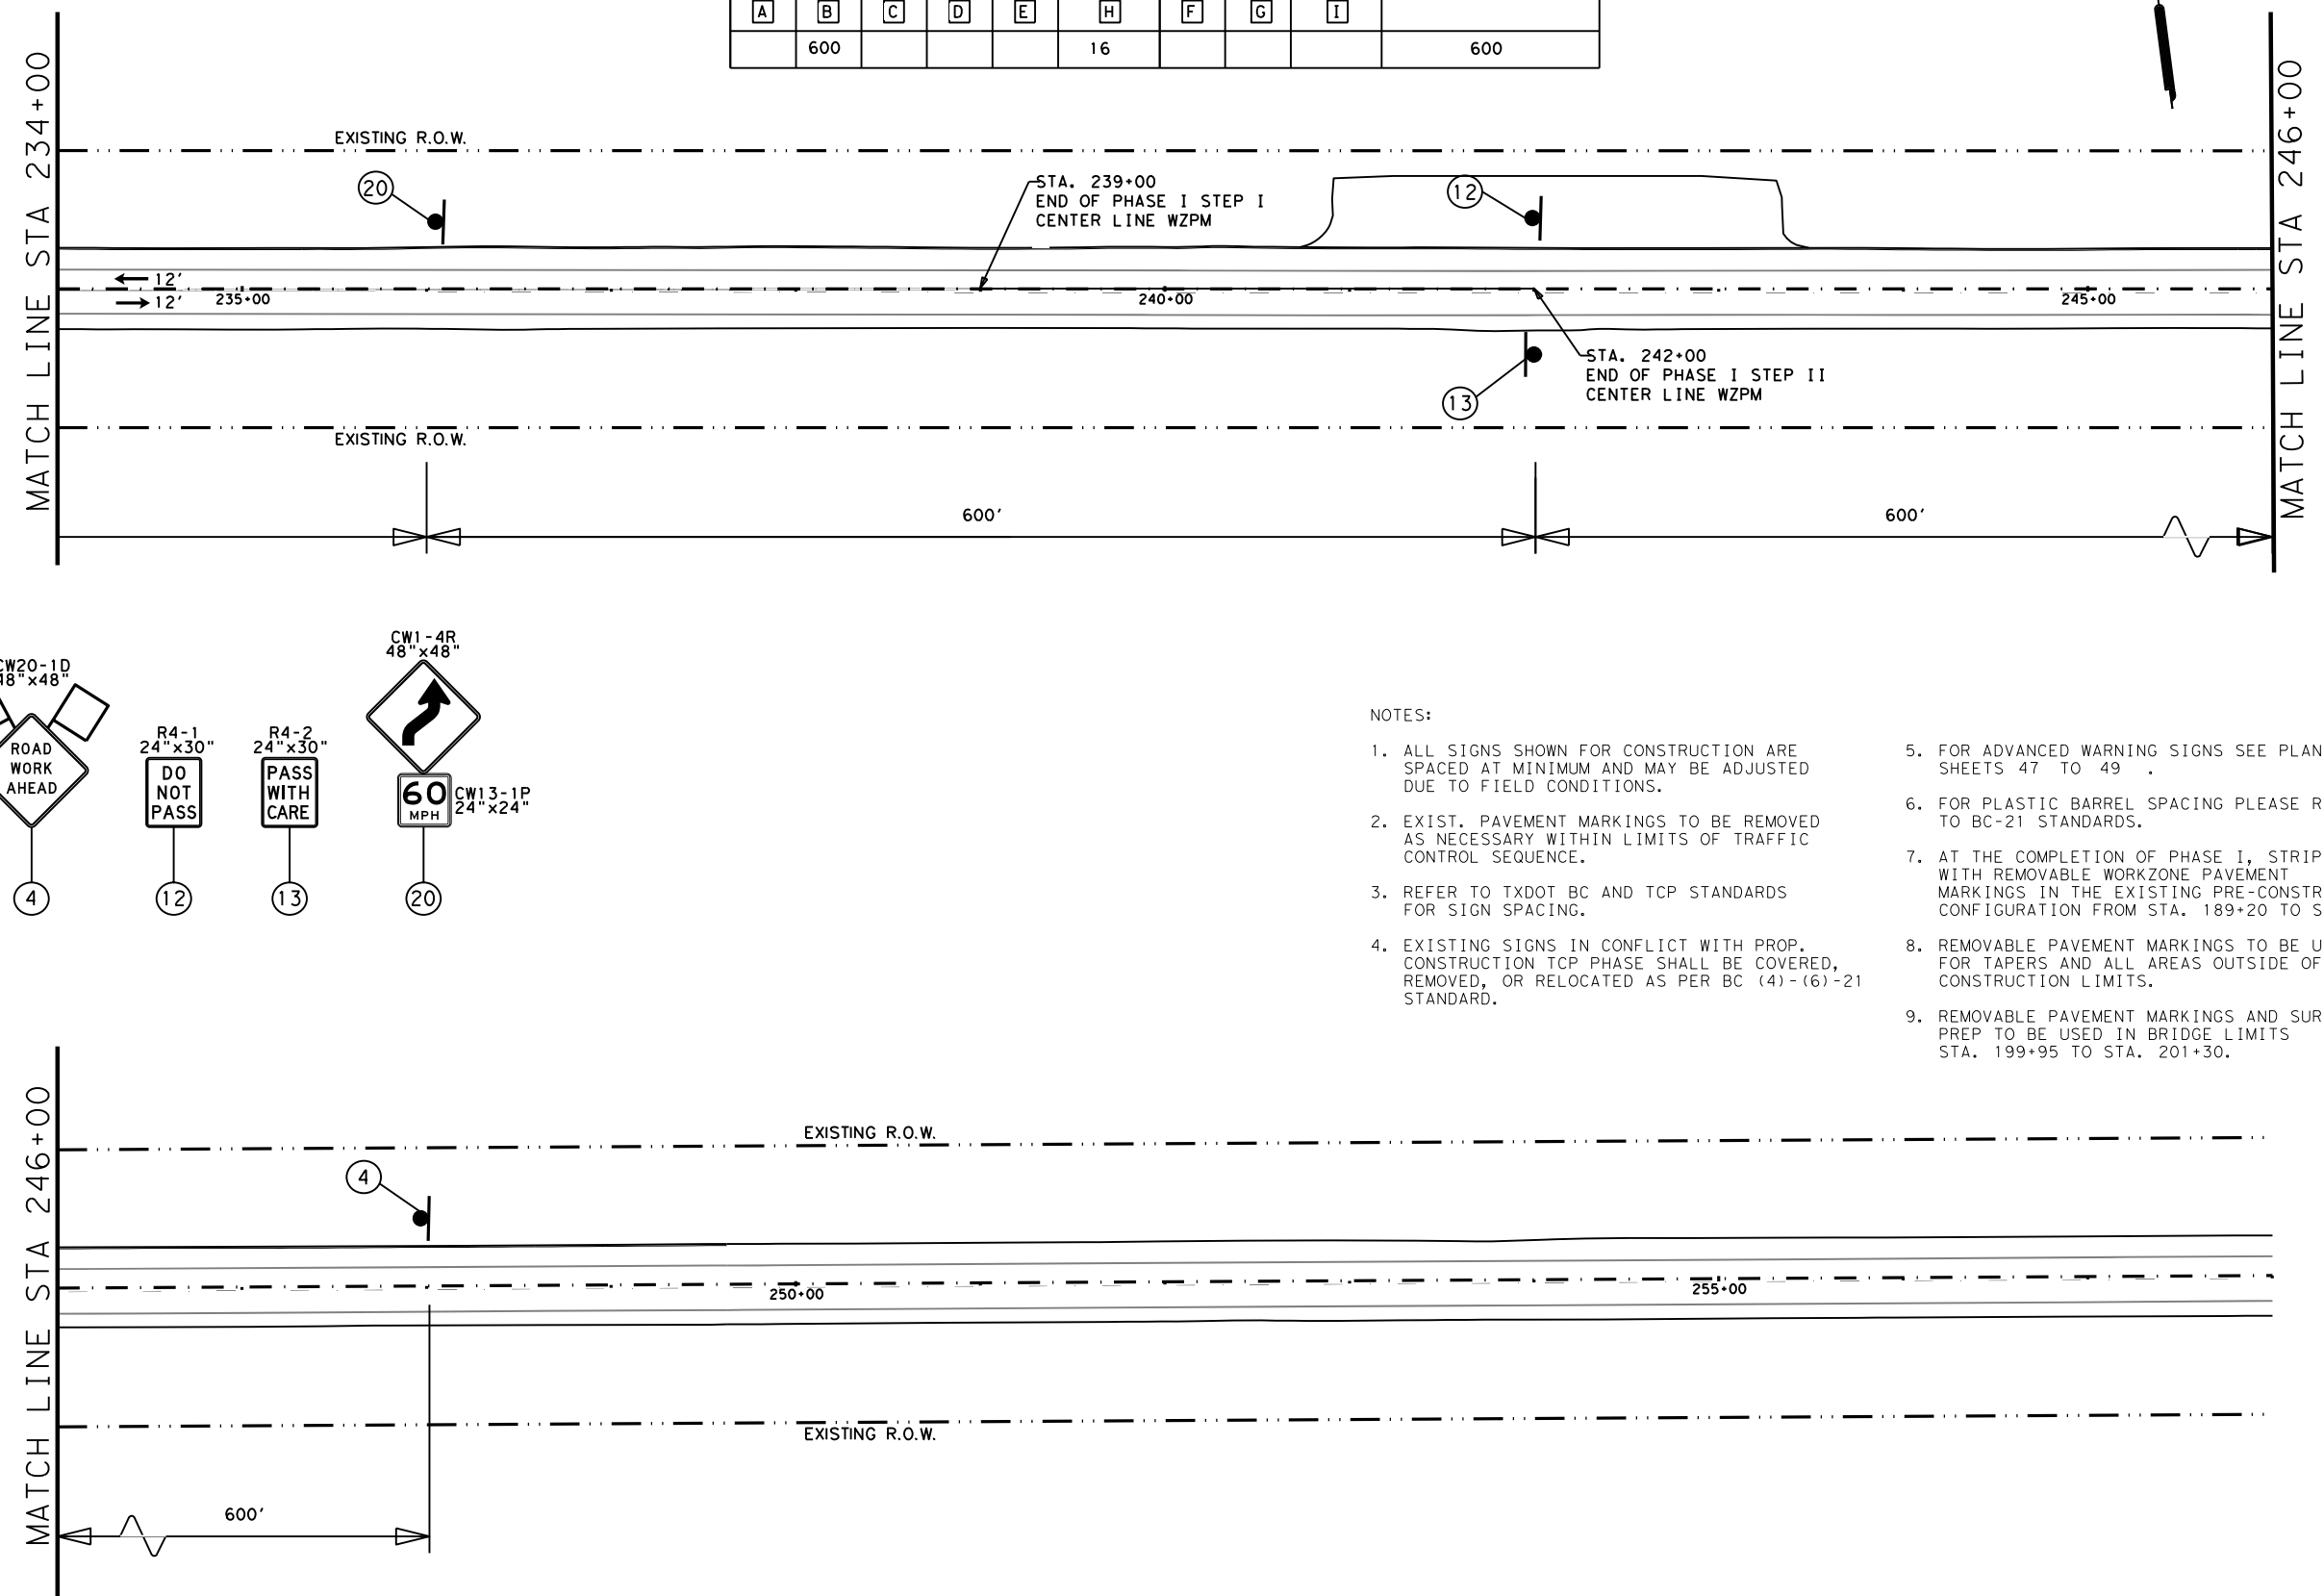 A B C D E H F G I
600 16 600
MATCH LINE STA 234+00
EXISTING R.O.W.
20
STA. 239+00
END OF PHASE I STEP I
CENTER LINE WZPM
12
12'
12'
235+00
240+00
245+00
STA. 242+00
END OF PHASE I STEP II
CENTER LINE WZPM
13
EXISTING R.O.W.
600'
600'
MATCH LINE STA 246+00
CW20-1D
48"x48"
ROAD
WORK
AHEAD
4
R4-1
24"x30"
DO
NOT
PASS
12
R4-2
24"x30"
PASS
WITH
CARE
13
CW1-4R
48"x48"
60
MPH
CW13-1P
24"x24"
20
NOTES:
1. ALL SIGNS SHOWN FOR CONSTRUCTION ARE
SPACED AT MINIMUM AND MAY BE ADJUSTED
DUE TO FIELD CONDITIONS.
2. EXIST. PAVEMENT MARKINGS TO BE REMOVED
AS NECESSARY WITHIN LIMITS OF TRAFFIC
CONTROL SEQUENCE.
3. REFER TO TXDOT BC AND TCP STANDARDS
FOR SIGN SPACING.
4. EXISTING SIGNS IN CONFLICT WITH PROP.
CONSTRUCTION TCP PHASE SHALL BE COVERED,
REMOVED, OR RELOCATED AS PER BC (4)-(6)-21
STANDARD.
5. FOR ADVANCED WARNING SIGNS SEE PLAN
SHEETS 47 TO 49 .
6. FOR PLASTIC BARREL SPACING PLEASE R
TO BC-21 STANDARDS.
7. AT THE COMPLETION OF PHASE I, STRIP
WITH REMOVABLE WORKZONE PAVEMENT
MARKINGS IN THE EXISTING PRE-CONSTR
CONFIGURATION FROM STA. 189+20 TO S
8. REMOVABLE PAVEMENT MARKINGS TO BE U
FOR TAPERS AND ALL AREAS OUTSIDE OF
CONSTRUCTION LIMITS.
9. REMOVABLE PAVEMENT MARKINGS AND SUR
PREP TO BE USED IN BRIDGE LIMITS
STA. 199+95 TO STA. 201+30.
MATCH LINE STA 246+00
EXISTING R.O.W.
4
250+00
255+00
EXISTING R.O.W.
600'